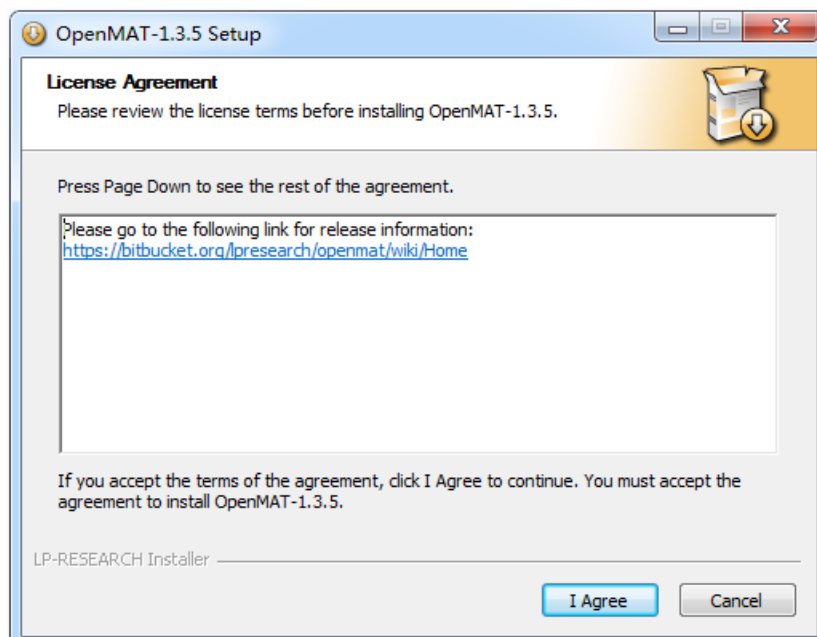 OpenMAT-1.3.5 Setup
License Agreement
Please review the license terms before installing OpenMAT-1.3.5.
Press Page Down to see the rest of the agreement.
Please go to the following link for release information:
https://bitbucket.org/lpresearch/openmat/wiki/Home
If you accept the terms of the agreement, click I Agree to continue. You must accept the
agreement to install OpenMAT-1.3.5.
LP-RESEARCH Installer
I Agree
Cancel